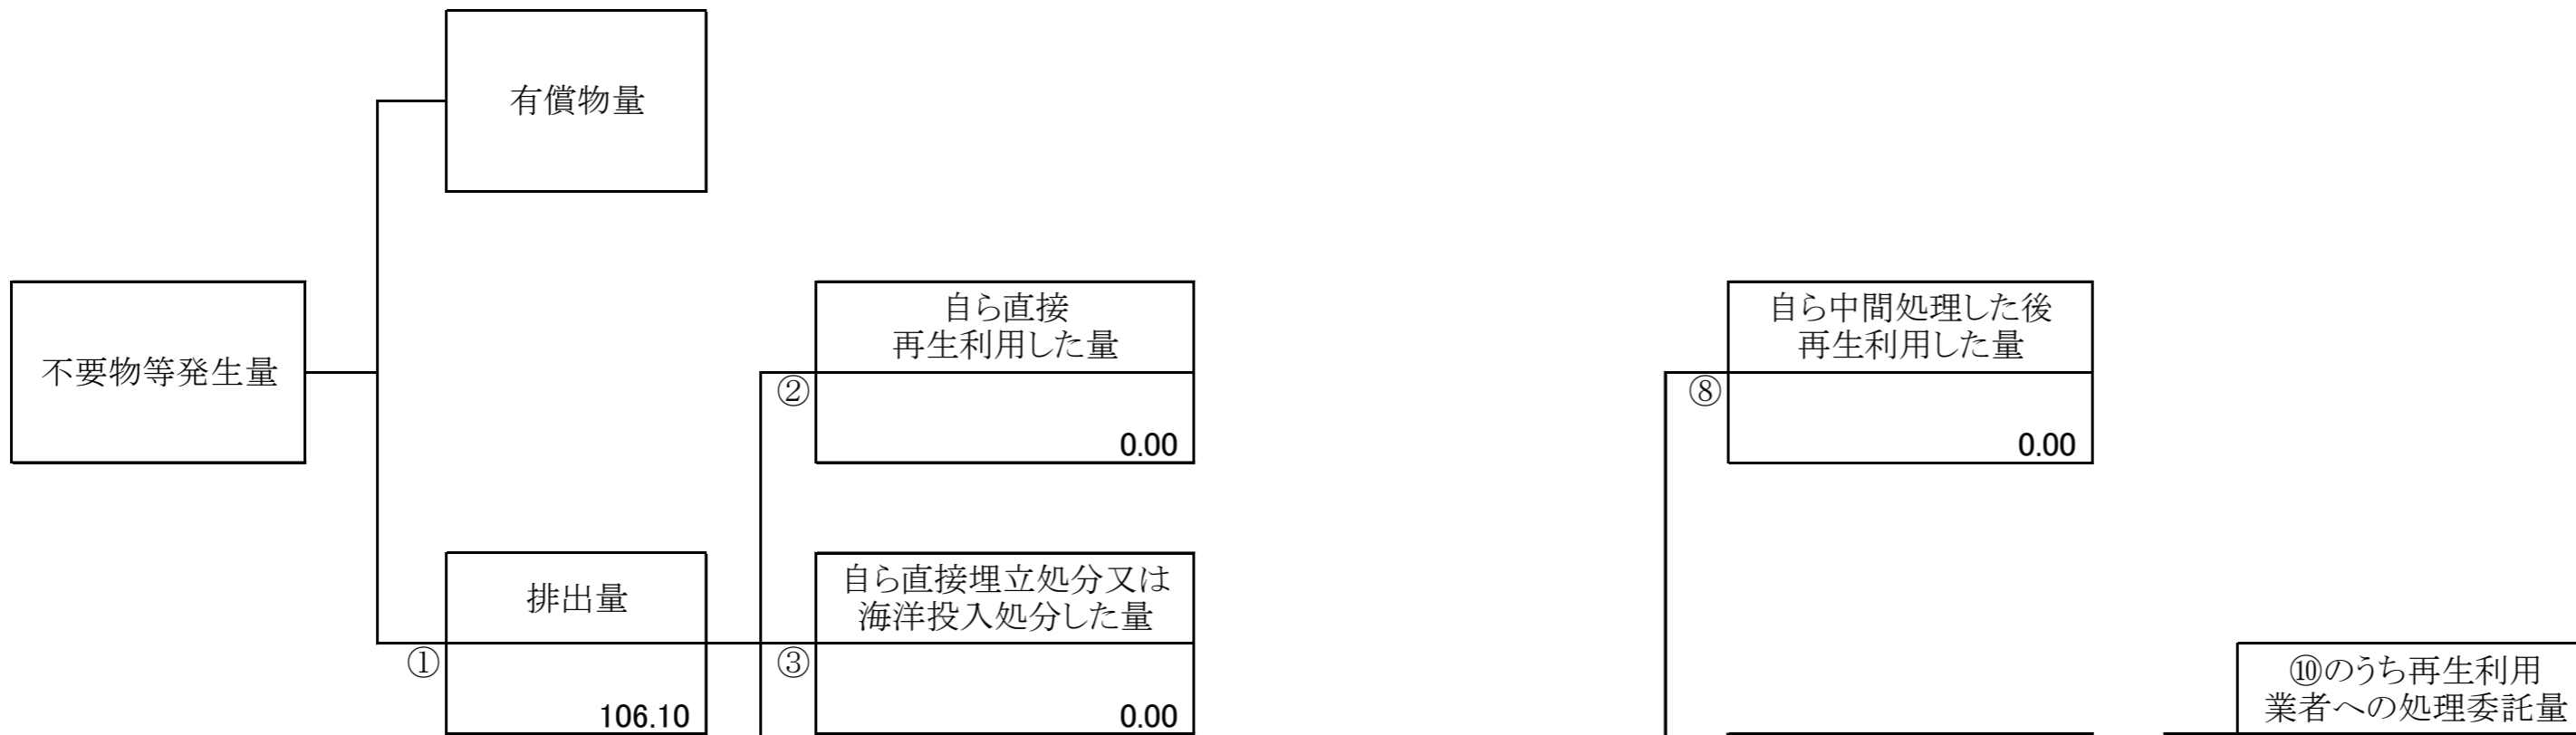 有償物量
不要物等発生量
自ら直接
再生利用した量
②
0.00
自ら中間処理した後
再生利用した量
⑧
0.00
排出量
①
106.10
自ら直接埋立処分又は
海洋投入処分した量
③
0.00
⑩のうち再生利用
業者への処理委託量